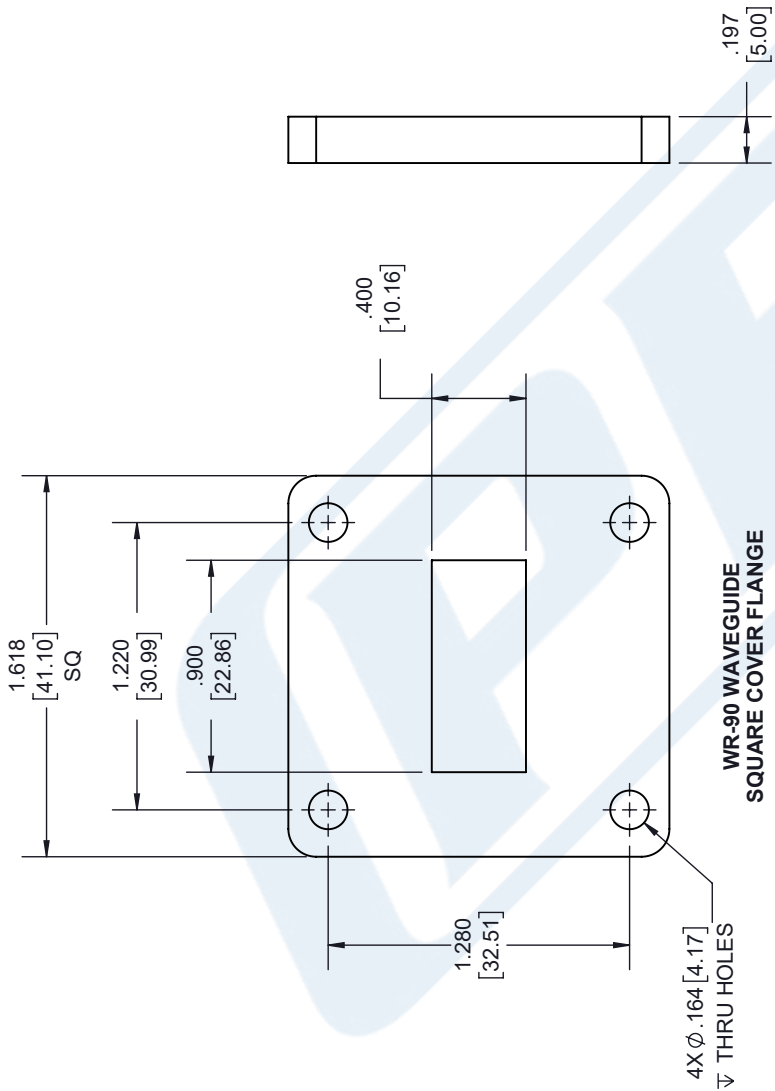 1.618
[41.10]
SQ
1.220
[30.99]
.900
[22.86]
.400
[10.16]
.197
[5.00]
1.280
[32.51]
4X ⌀.164 [4.17]
↧ THRU HOLES
WR-90 WAVEGUIDE
SQUARE COVER FLANGE